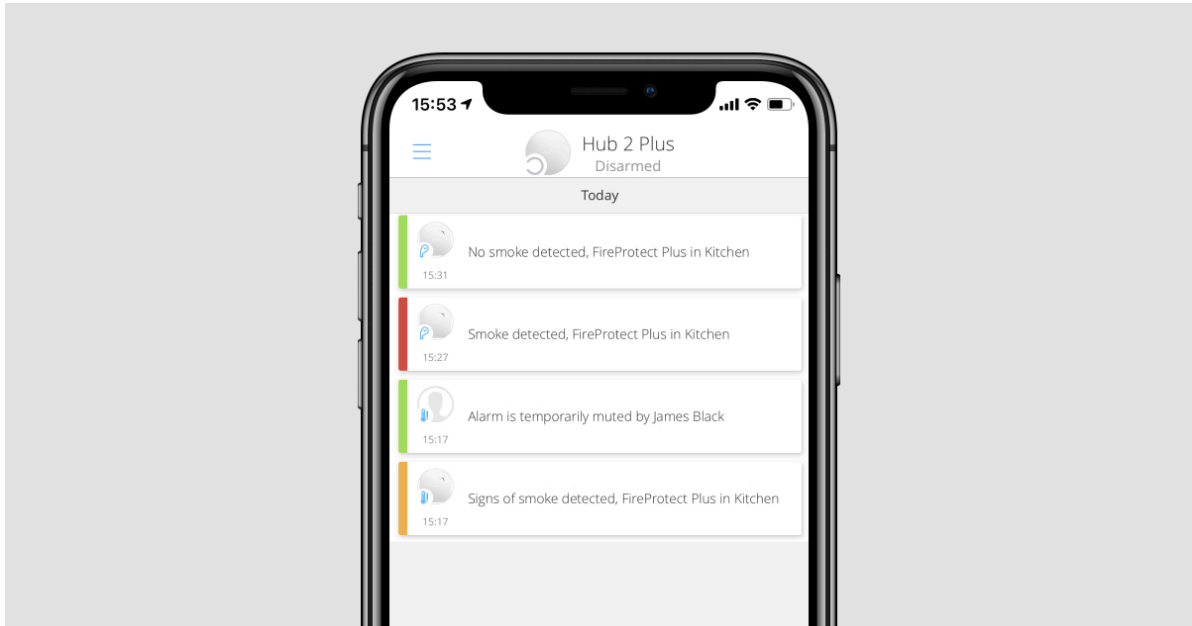 15:53
Hub 2 Plus
Disarmed
Today
No smoke detected, FireProtect Plus in Kitchen
15:31
Smoke detected, FireProtect Plus in Kitchen
15:27
Alarm is temporarily muted by James Black
15:17
Signs of smoke detected, FireProtect Plus in Kitchen
15:17